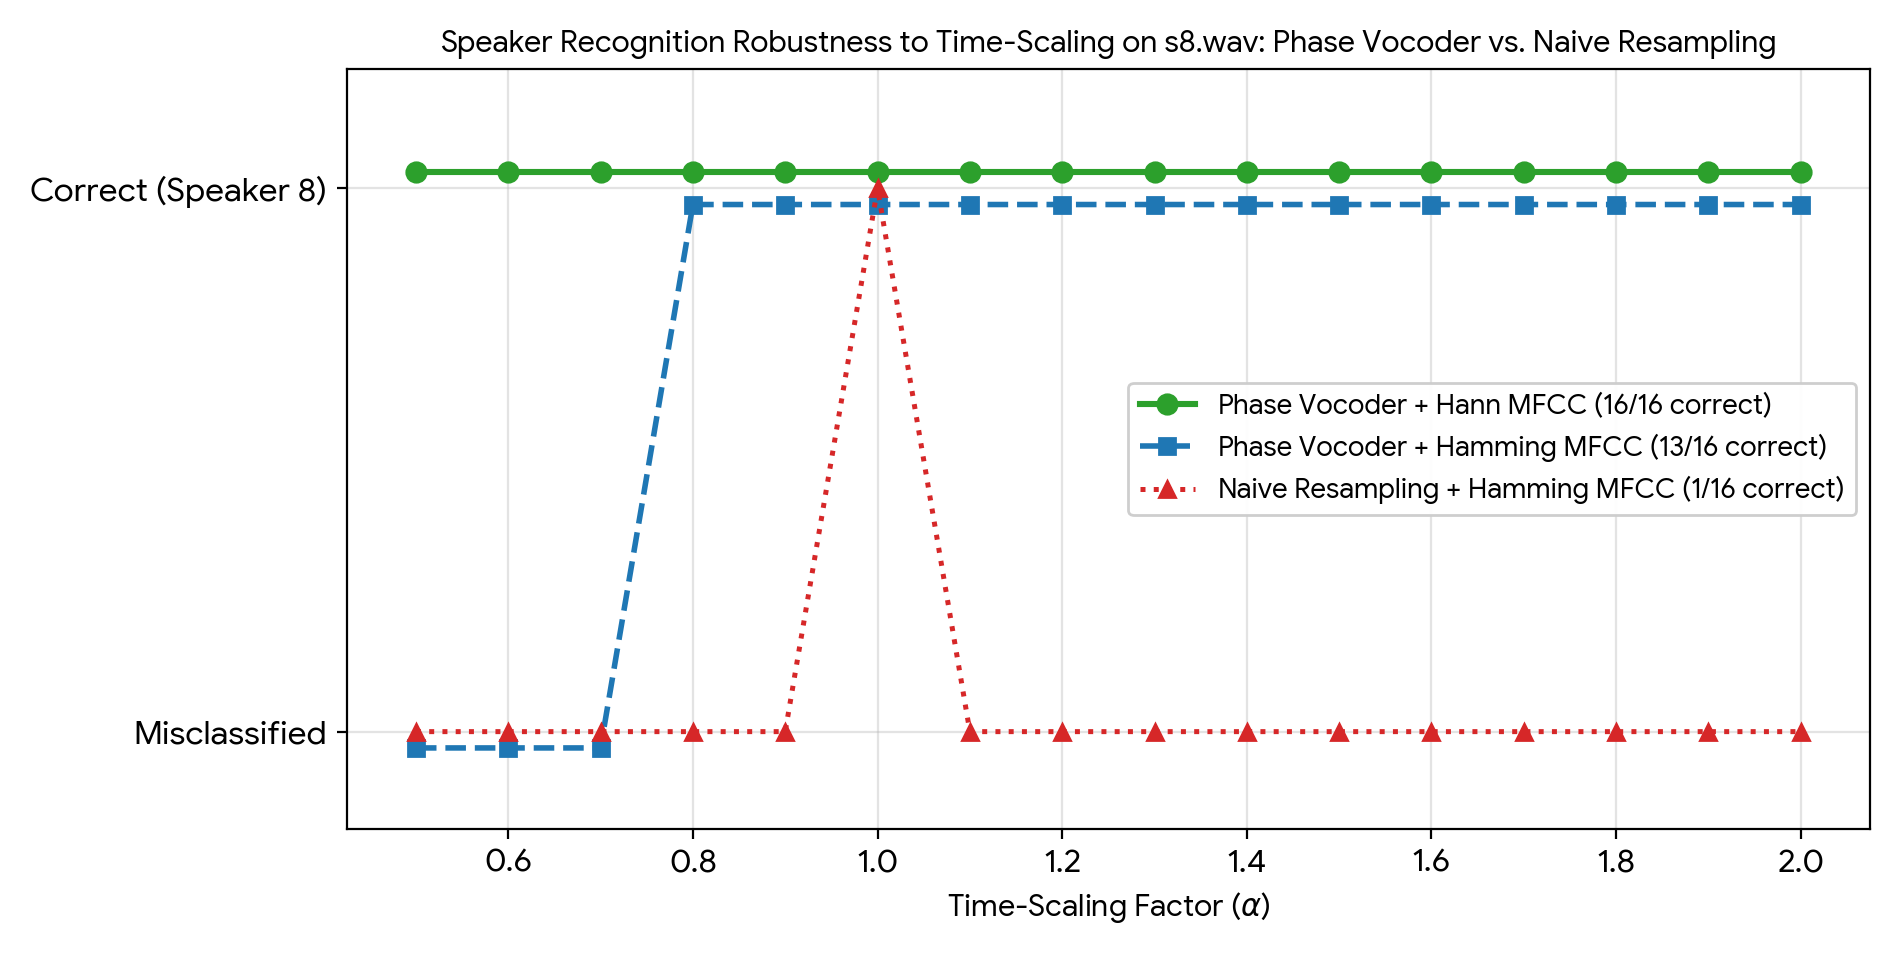 Speaker Recognition Robustness to Time-Scaling on s8.wav: Phase Vocoder vs. Naive Resampling
Correct (Speaker 8)
Misclassified
Phase Vocoder + Hann MFCC (16/16 correct)
Phase Vocoder + Hamming MFCC (13/16 correct)
Naive Resampling + Hamming MFCC (1/16 correct)
0.6 0.8 1.0 1.2 1.4 1.6 1.8 2.0
Time-Scaling Factor (α)